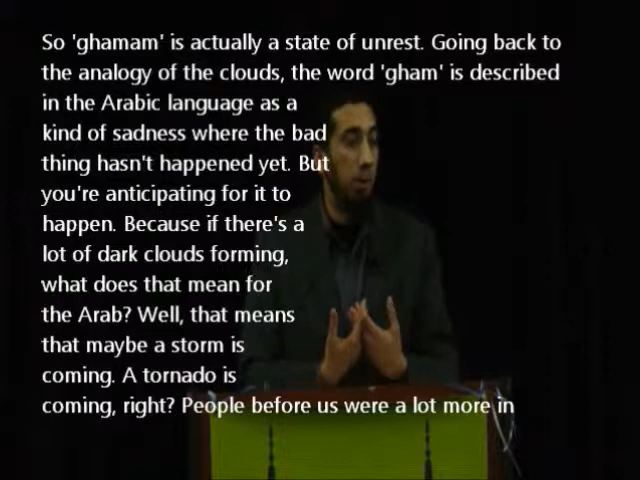 So 'ghamam' is actually a state of unrest. Going back to
the analogy of the clouds, the word 'gham' is described
in the Arabic language as a
kind of sadness where the bad
thing hasn't happened yet. But
you're anticipating for it to
happen. Because if there's a
lot of dark clouds forming,
what does that mean for
the Arab? Well, that means
that maybe a storm is
coming. A tornado is
coming, right? People before us were a lot more in